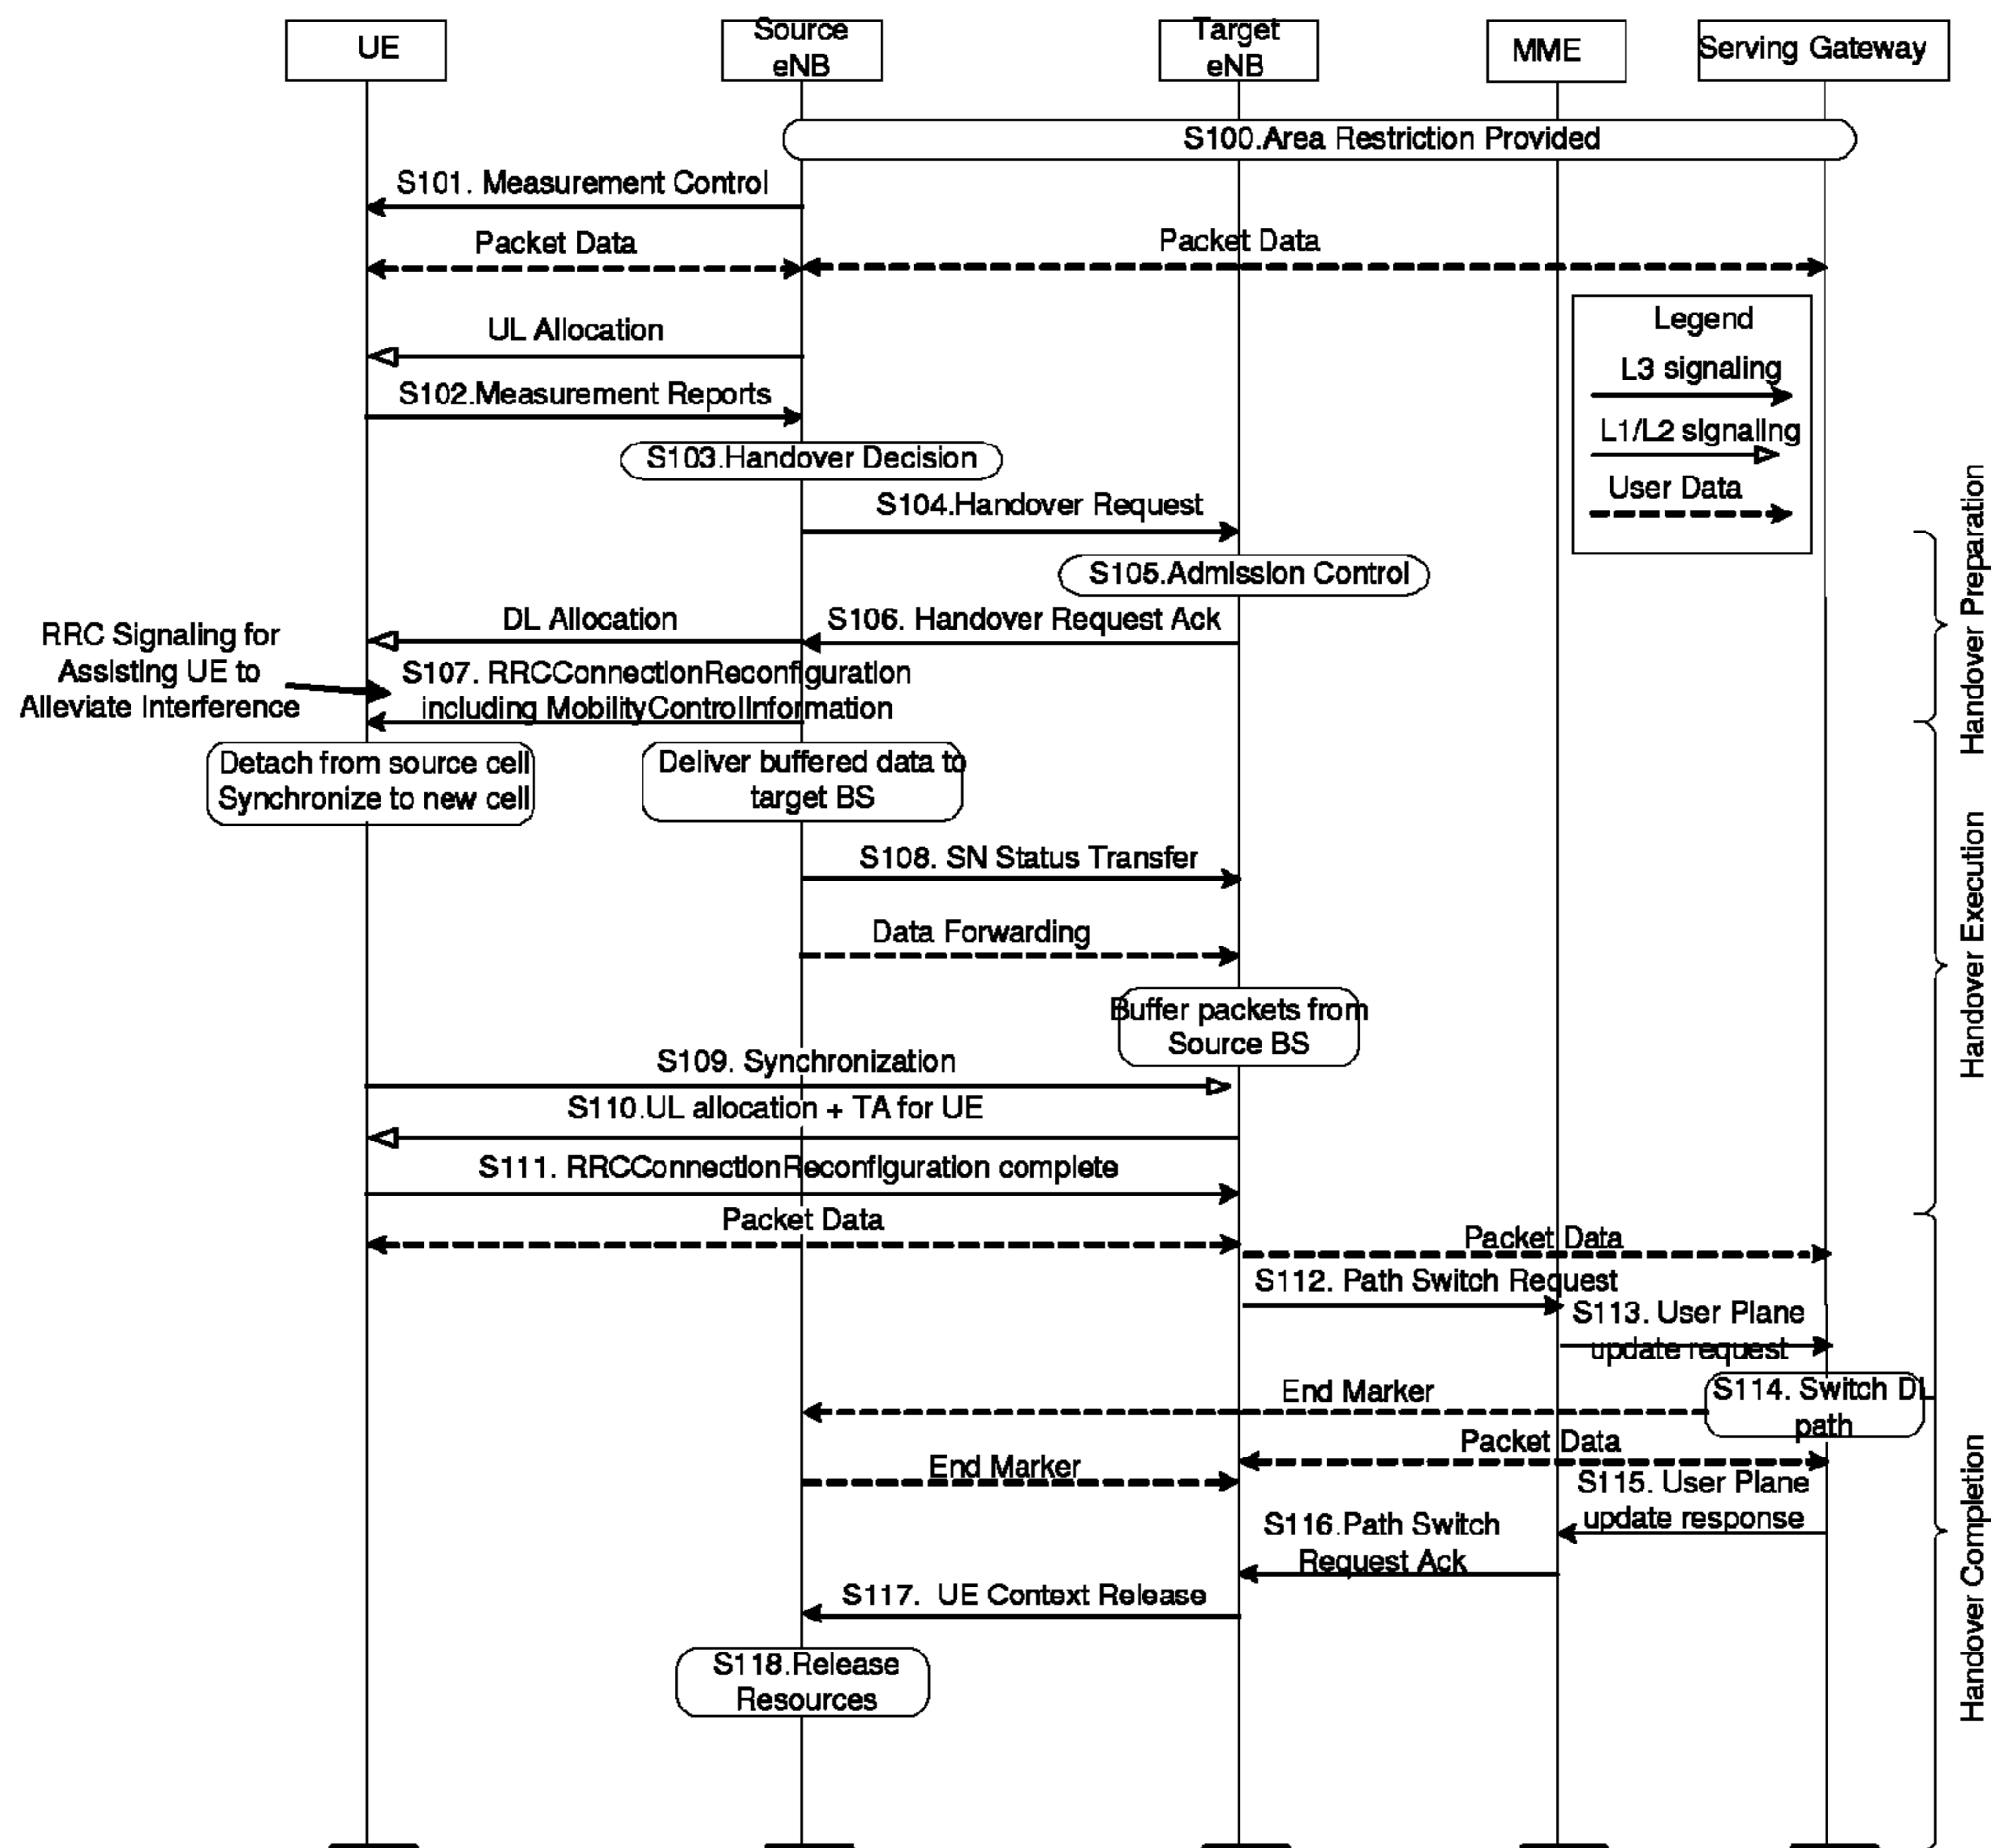 UE
Source
eNB
Target
eNB
MME
Serving Gateway
S100.Area Restriction Provided
S101. Measurement Control
Packet Data
Packet Data
UL Allocation
Legend
L3 signaling
L1/L2 signaling
User Data
S102.Measurement Reports
S103.Handover Decision
S104.Handover Request
S105.Admission Control
DL Allocation
S106. Handover Request Ack
RRC Signaling for
Assisting UE to
Alleviate Interference
S107. RRCConnectionReconfiguration
including MobilityControlInformation
Handover Preparation
Detach from source cell
Synchronize to new cell
Deliver buffered data to
target BS
S108. SN Status Transfer
Data Forwarding
Buffer packets from
Source BS
Handover Execution
S109. Synchronization
S110.UL allocation + TA for UE
S111. RRCConnectionReconfiguration complete
Packet Data
Packet Data
S112. Path Switch Request
S113. User Plane
update request
End Marker
S114. Switch DL
path
Packet Data
End Marker
S115. User Plane
update response
S116.Path Switch
Request Ack
S117. UE Context Release
S118.Release
Resources
Handover Completion